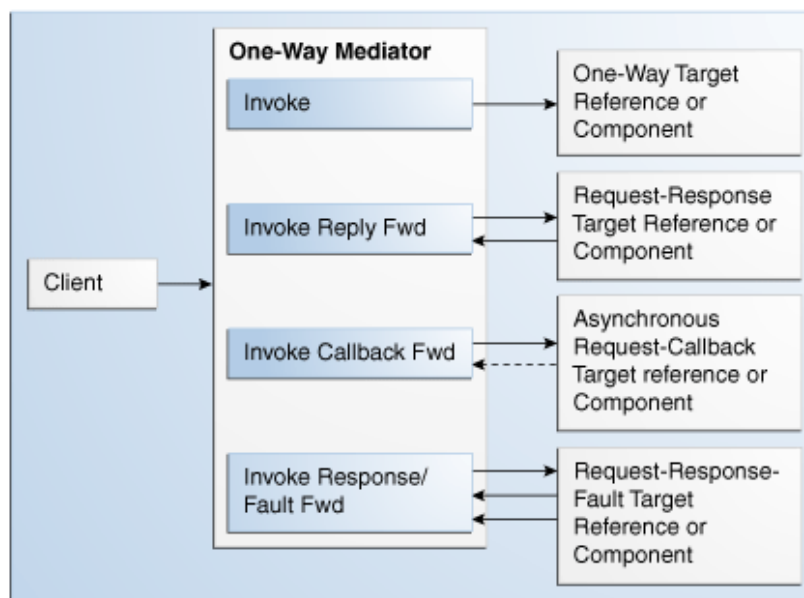 One-Way Mediator
Invoke
One-Way Target
Reference or
Component
Invoke Reply Fwd
Request-Response
Target Reference or
Component
Client
Invoke Callback Fwd
Asynchronous
Request-Callback
Target reference or
Component
Invoke Response/
Fault Fwd
Request-Response-
Fault Target
Reference or
Component